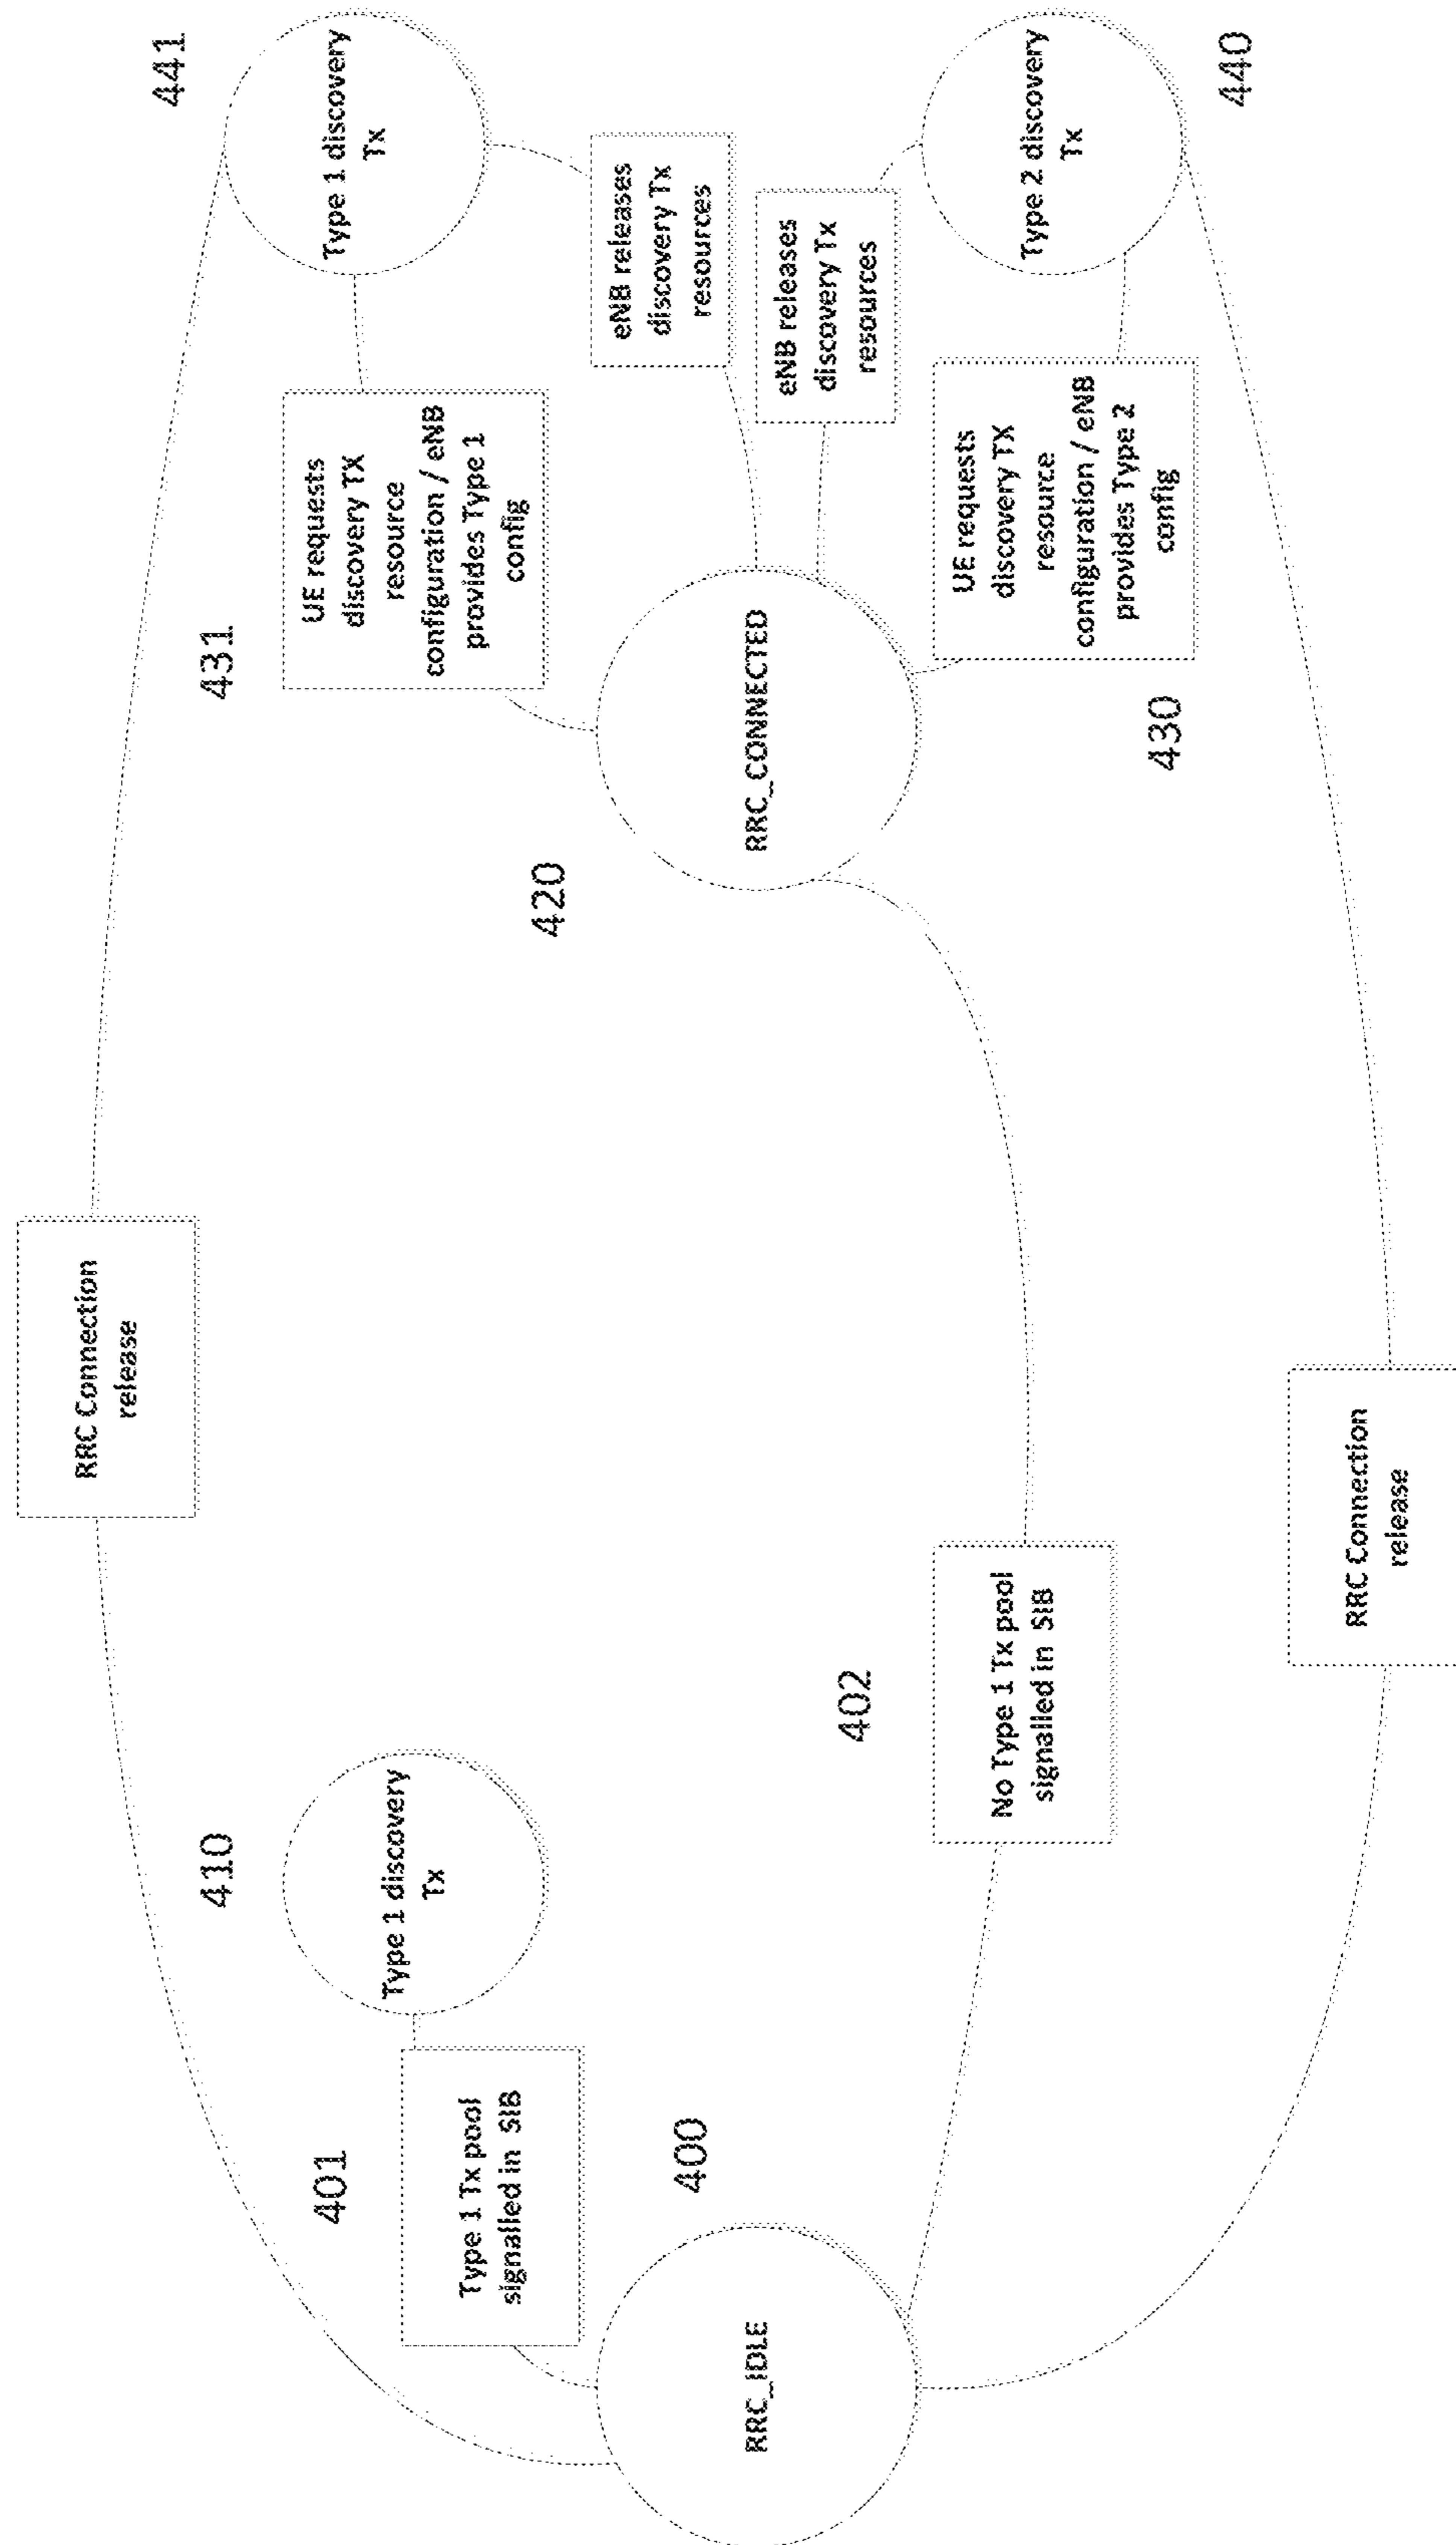 RRC Connection
release
410
401
Type 1 Tx pool
signalled in SIB
Type 1 discovery
Tx
431
441
UE requests
discovery TX
resource
configuration / eNB
provides Type 1
config
Type 1 discovery
Tx
400
RRC_IDLE
420
RRC_CONNECTED
eNB releases
discovery Tx
resources
eNB releases
discovery Tx
resources
402
No Type 1 Tx pool
signalled in SIB
UE requests
discovery TX
resource
configuration / eNB
provides Type 2
config
Type 2 discovery
Tx
430
440
RRC Connection
release